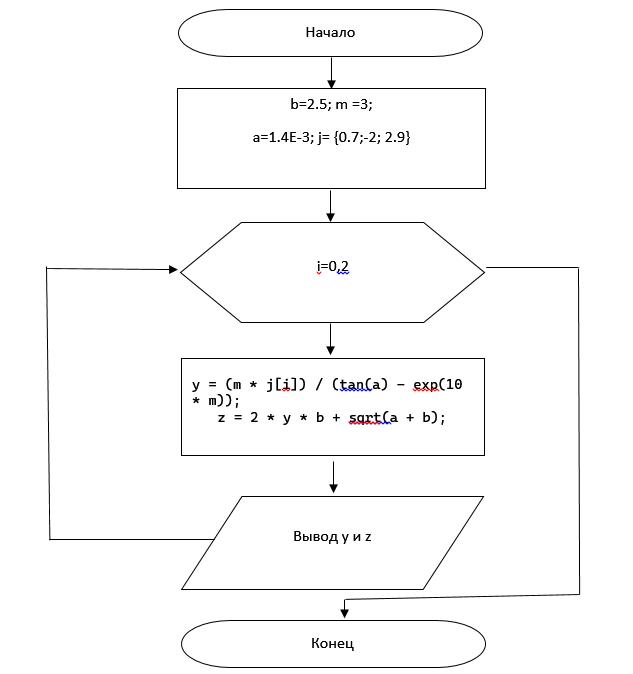 Начало
b=2.5; m =3;
a=1.4E-3; j= {0.7;-2; 2.9}
i=0,2
y = (m * j[i]) / (tan(a) - exp(10
* m));
z = 2 * y * b + sqrt(a + b);
Вывод y и z
Конец